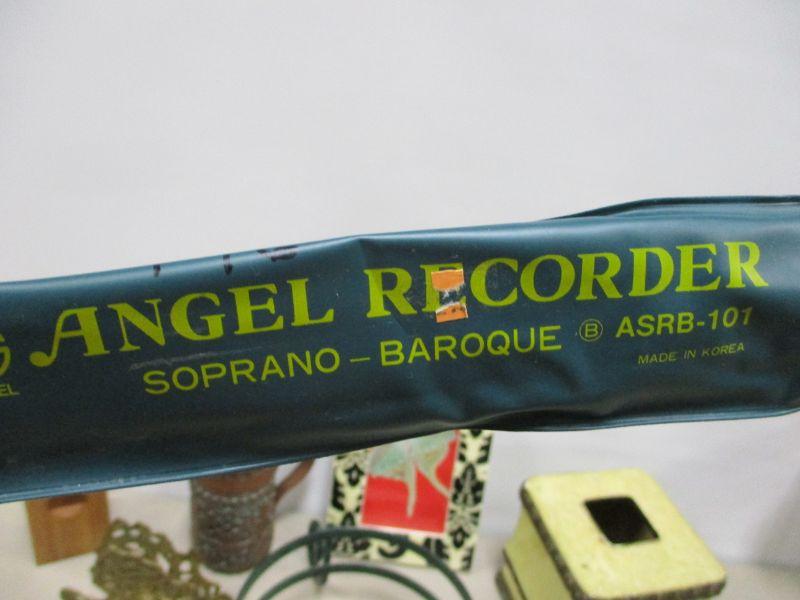 ANGEL RECORDER
SOPRANO – BAROQUE Ⓑ ASRB-101
MADE IN KOREA